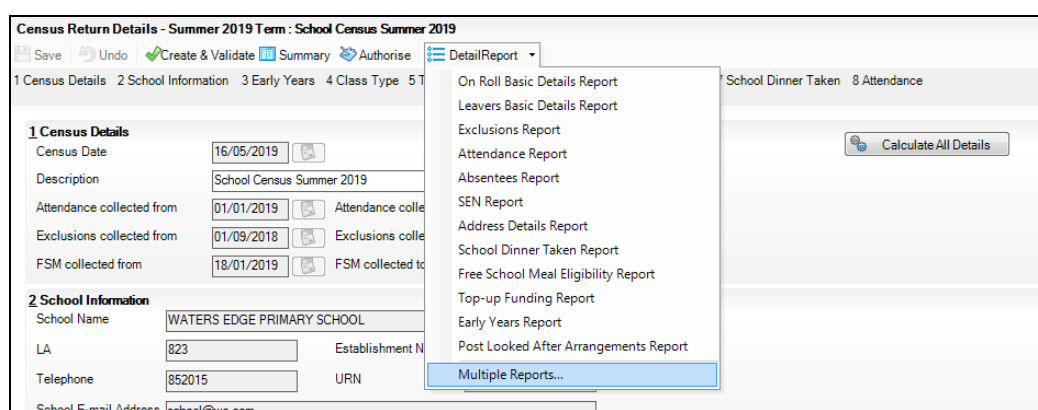 Census Return Details - Summer 2019 Term : School Census Summer 2019
Save Undo Create & Validate Summary Authorise DetailReport
1 Census Details 2 School Information 3 Early Years 4 Class Type 5 T School Dinner Taken 8 Attendance
On Roll Basic Details Report
Leavers Basic Details Report
Exclusions Report
Attendance Report
Absentees Report
SEN Report
Address Details Report
School Dinner Taken Report
Free School Meal Eligibility Report
Top-up Funding Report
Early Years Report
Post Looked After Arrangements Report
Multiple Reports...
1 Census Details
Calculate All Details
Census Date 16/05/2019
Description School Census Summer 2019
Attendance collected from 01/01/2019 Attendance colle
Exclusions collected from 01/09/2018 Exclusions colle
FSM collected from 18/01/2019 FSM collected to
2 School Information
School Name WATERS EDGE PRIMARY SCHOOL
LA 823 Establishment N
Telephone 852015 URN
School E-mail Address